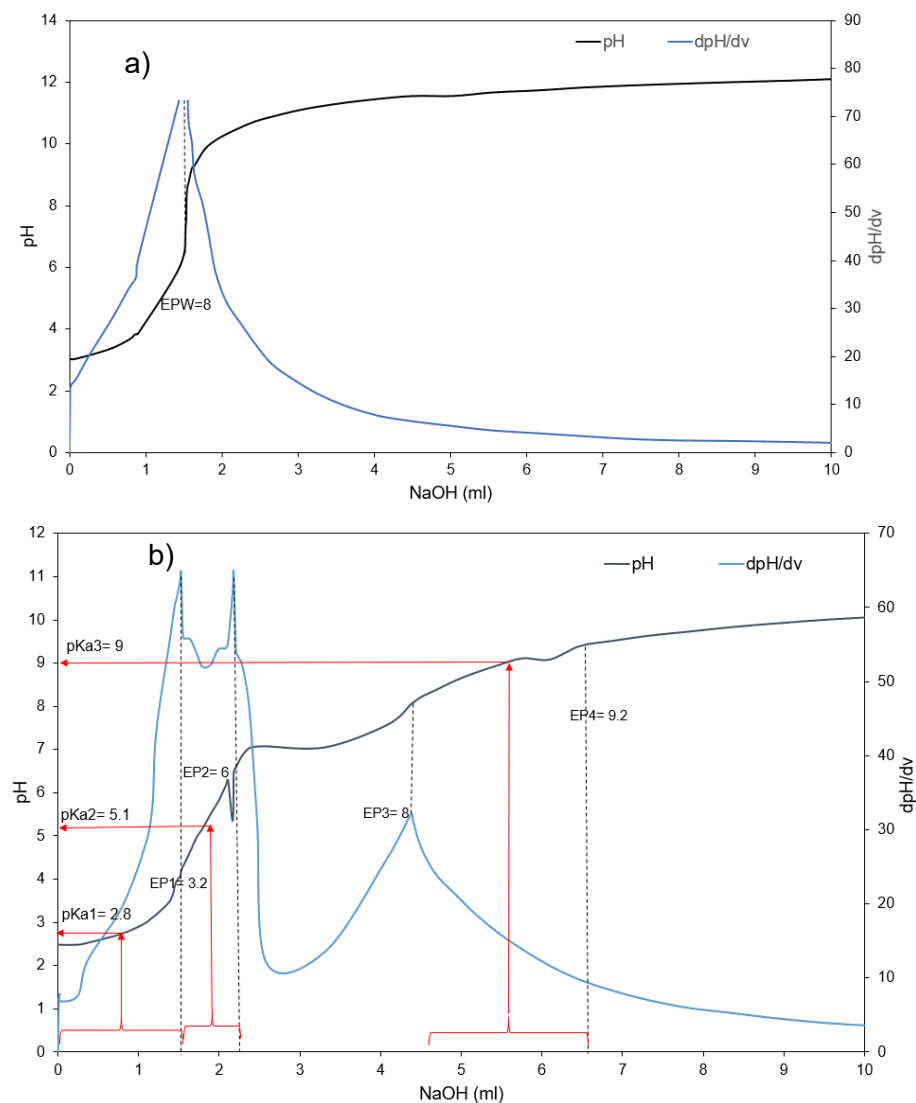 a)
pH
dpH/dv
14
12
10
8
6
4
2
0
90
80
70
60
50
40
30
20
10
0
pH
dpH/dv
EPW=8
0 1 2 3 4 5 6 7 8 9 10
NaOH (ml)
b)
pH
dpH/dv
12
11
10
9
8
7
6
5
4
3
2
1
0
70
60
50
40
30
20
10
0
pH
dpH/dv
pKa3= 9
EP4= 9.2
EP2= 6
EP3= 8
pKa2= 5.1
EP1= 3.2
pKa1= 2.8
0 1 2 3 4 5 6 7 8 9 10
NaOH (ml)